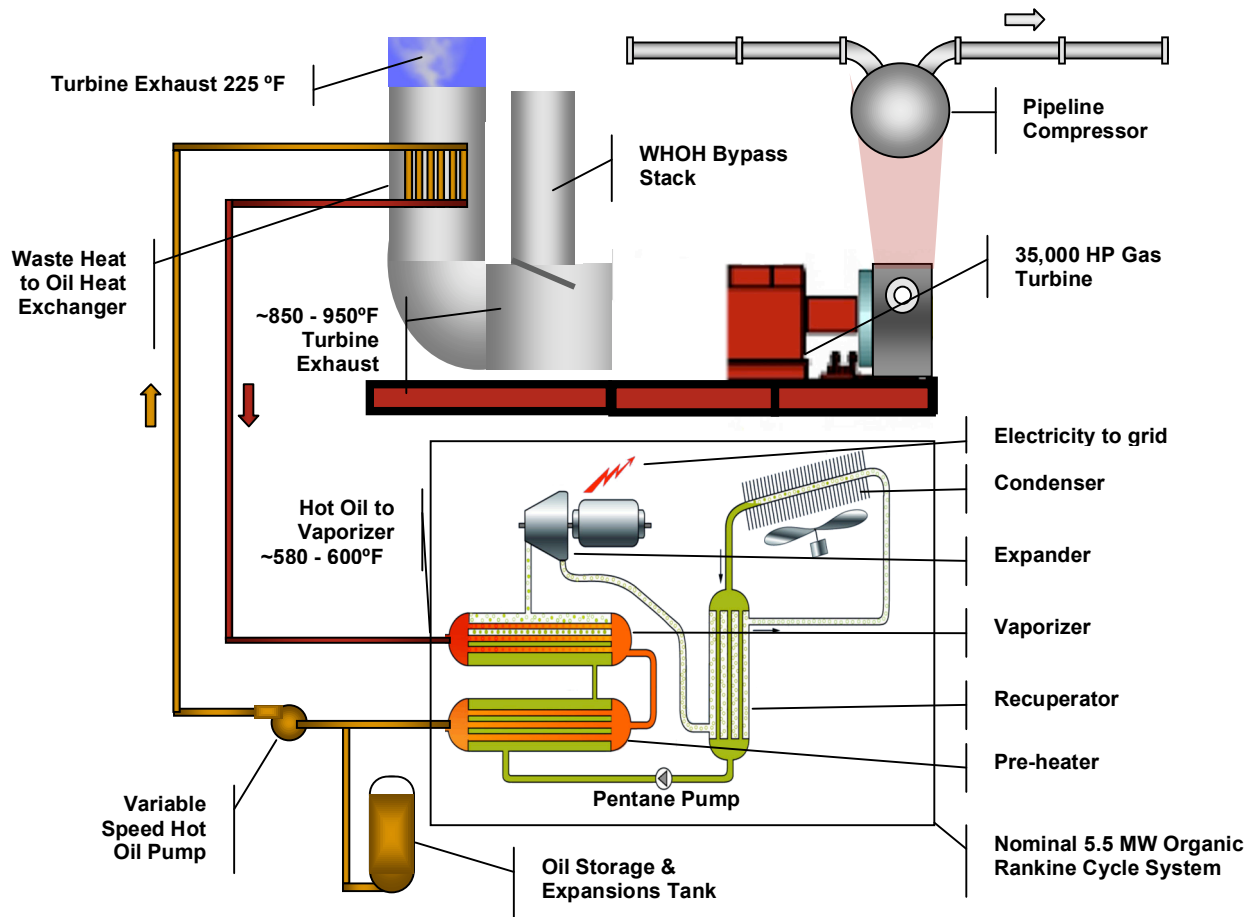 Turbine Exhaust 225 ºF
WHOH Bypass
Stack
Pipeline
Compressor
Waste Heat
to Oil Heat
Exchanger
~850 - 950ºF
Turbine
Exhaust
35,000 HP Gas
Turbine
Hot Oil to
Vaporizer
~580 - 600ºF
Electricity to grid
Condenser
Expander
Vaporizer
Recuperator
Pre-heater
Pentane Pump
Variable
Speed Hot
Oil Pump
Oil Storage &
Expansions Tank
Nominal 5.5 MW Organic
Rankine Cycle System